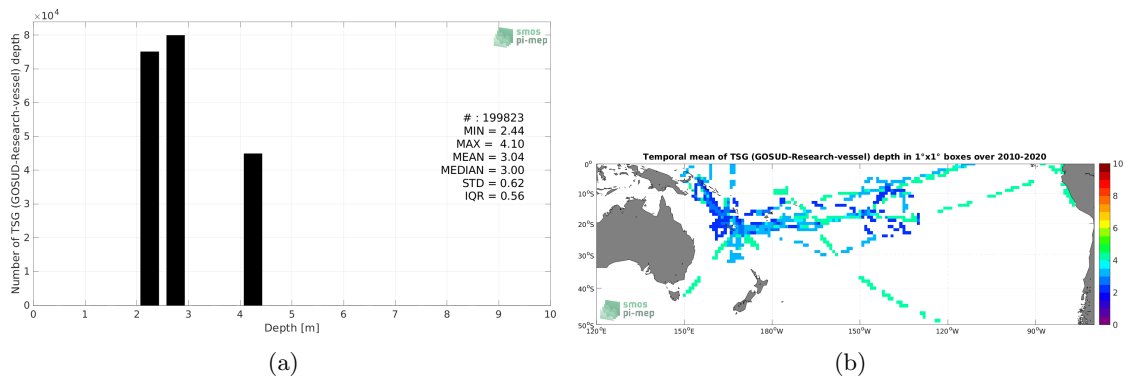 ×10⁴
8
7
6
5
4
3
2
1
0
Number of TSG (GOSUD-Research-vessel) depth
smos
pi-mep
# : 199823
MIN = 2.44
MAX = 4.10
MEAN = 3.04
MEDIAN = 3.00
STD = 0.62
IQR = 0.56
0 1 2 3 4 5 6 7 8 9 10
Depth [m]
(a)
Temporal mean of TSG (GOSUD-Research-vessel) depth in 1°x1° boxes over 2010-2020
0°
10°S
20°S
30°S
40°S
50°S
smos
pi-mep
120°E 150°E 180°W 150°W 120°W 90°W
10
8
6
4
2
0
(b)